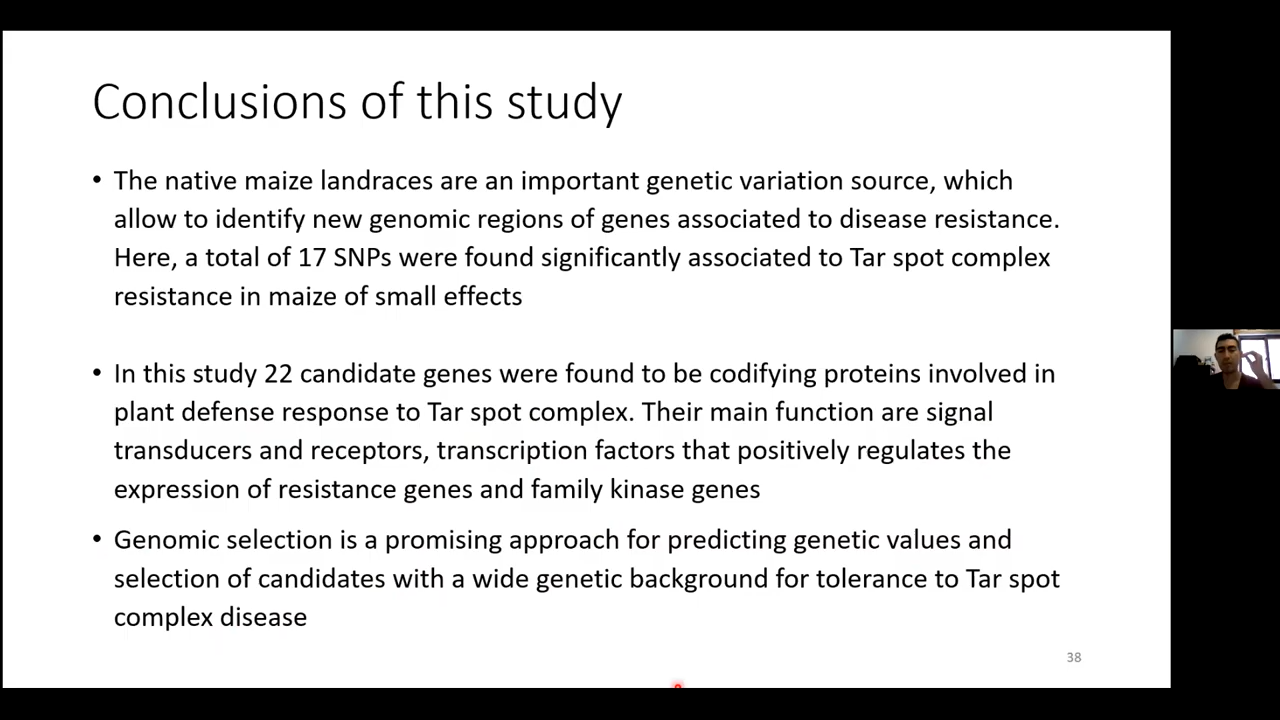 Conclusions of this study
• The native maize landraces are an important genetic variation source, which
allow to identify new genomic regions of genes associated to disease resistance.
Here, a total of 17 SNPs were found significantly associated to Tar spot complex
resistance in maize of small effects
• In this study 22 candidate genes were found to be codifying proteins involved in
plant defense response to Tar spot complex. Their main function are signal
transducers and receptors, transcription factors that positively regulates the
expression of resistance genes and family kinase genes
• Genomic selection is a promising approach for predicting genetic values and
selection of candidates with a wide genetic background for tolerance to Tar spot
complex disease
38